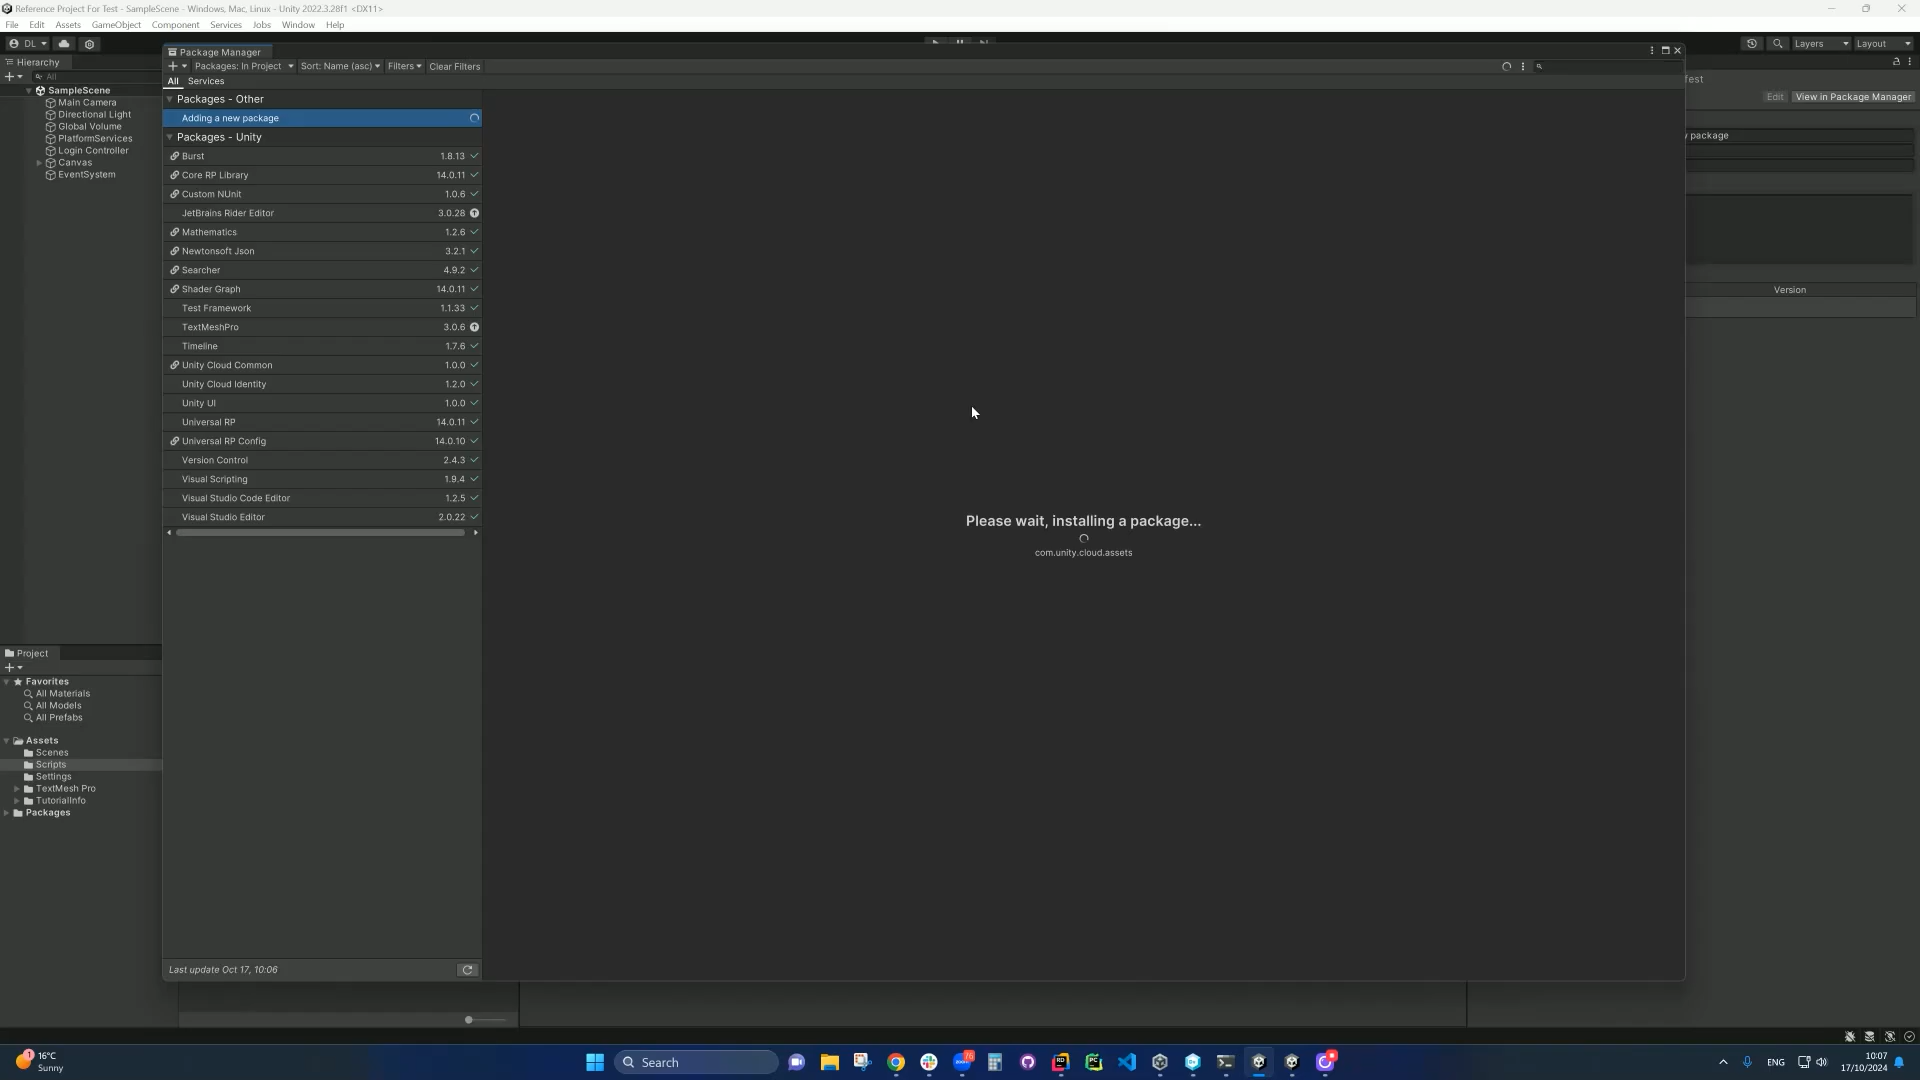 Reference Project For Test - SampleScene - Windows, Mac, Linux - Unity 2022.3.28f1 <DX11>
File Edit Assets GameObject Component Services Jobs Window Help
DL Layers Layout
Package Manager
Hierarchy
Packages: In Project Sort: Name (asc) Filters Clear Filters
All
All Services
SampleScene
Main Camera
Directional Light
Global Volume
PlatformServices
Login Controller
Canvas
EventSystem
Packages - Other
Adding a new package
Packages - Unity
Burst 1.8.13
Core RP Library 14.0.11
Custom NUnit 1.0.6
JetBrains Rider Editor 3.0.28
Mathematics 1.2.6
Newtonsoft Json 3.2.1
Searcher 4.9.2
Shader Graph 14.0.11
Test Framework 1.1.33
TextMeshPro 3.0.6
Timeline 1.7.6
Unity Cloud Common 1.0.0
Unity Cloud Identity 1.2.0
Unity UI 1.0.0
Universal RP 14.0.11
Universal RP Config 14.0.10
Version Control 2.4.3
Visual Scripting 1.9.4
Visual Studio Code Editor 1.2.5
Visual Studio Editor 2.0.22
Please wait, installing a package...
com.unity.cloud.assets
Edit View in Package Manager
package
Version
Project
Favorites
All Materials
All Models
All Prefabs
Assets
Scenes
Scripts
Settings
TextMesh Pro
TutorialInfo
Packages
Last update Oct 17, 10:06
1
16°C
Sunny
Search
76
ENG
10:07
17/10/2024